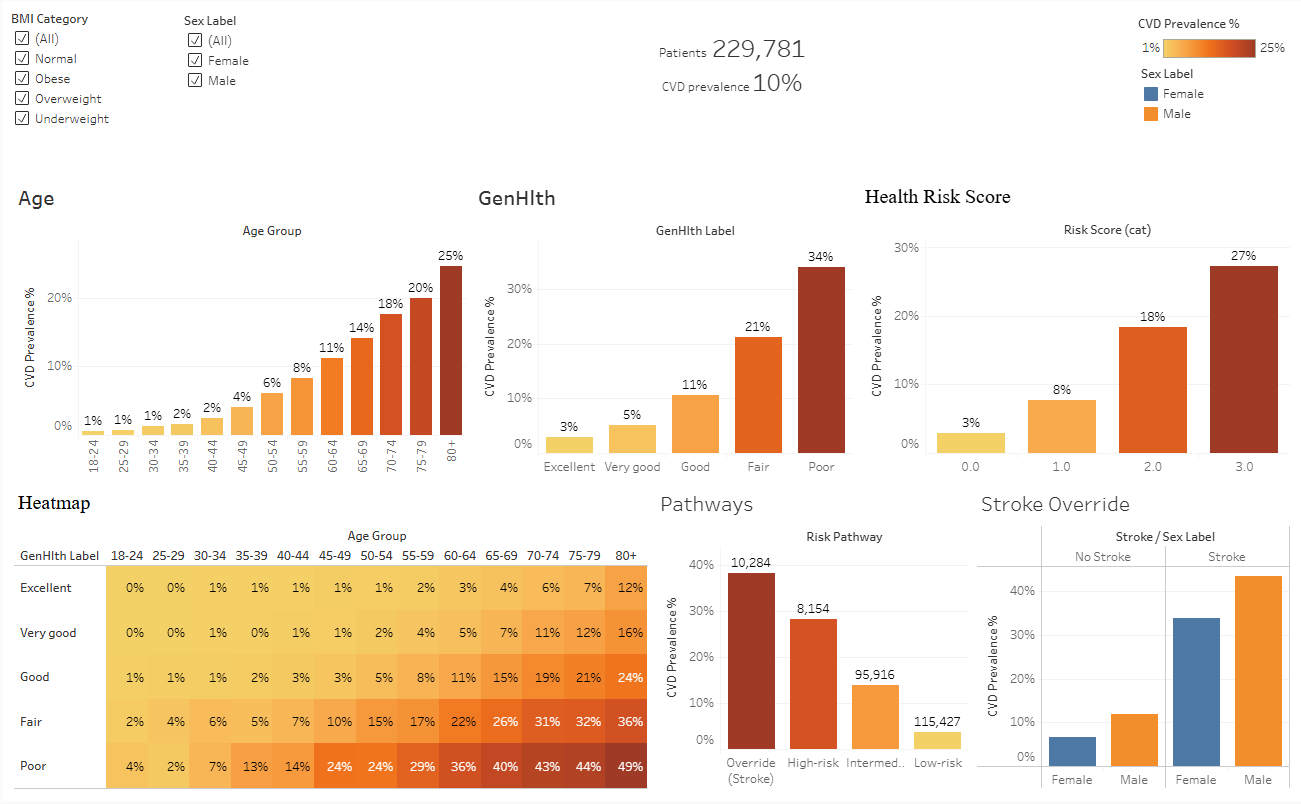 BMI Category
(All)
Normal
Obese
Overweight
Underweight
Sex Label
(All)
Female
Male
Patients 229,781
CVD prevalence 10%
CVD Prevalence %
1% 25%
Sex Label
Female
Male
Age
Age Group
CVD Prevalence %
20%
10%
0%
1% 1% 1% 2% 2% 4% 6% 8% 11% 14% 18% 20% 25%
18-24 25-29 30-34 35-39 40-44 45-49 50-54 55-59 60-64 65-69 70-74 75-79 80+
GenHlth
GenHlth Label
CVD Prevalence %
30%
20%
10%
0%
3% 5% 11% 21% 34%
Excellent Very good Good Fair Poor
Health Risk Score
Risk Score (cat)
CVD Prevalence %
30%
20%
10%
0%
3% 8% 18% 27%
0.0 1.0 2.0 3.0
Heatmap
Age Group
GenHlth Label 18-24 25-29 30-34 35-39 40-44 45-49 50-54 55-59 60-64 65-69 70-74 75-79 80+
Excellent 0% 0% 1% 1% 1% 1% 1% 2% 3% 4% 6% 7% 12%
Very good 0% 0% 1% 0% 1% 1% 2% 4% 5% 7% 11% 12% 16%
Good 1% 1% 1% 2% 3% 3% 5% 8% 11% 15% 19% 21% 24%
Fair 2% 4% 6% 5% 7% 10% 15% 17% 22% 26% 31% 32% 36%
Poor 4% 2% 7% 13% 14% 24% 24% 29% 36% 40% 43% 44% 49%
Pathways
Risk Pathway
CVD Prevalence %
40%
30%
20%
10%
0%
10,284 8,154 95,916 115,427
Override (Stroke) High-risk Intermed.. Low-risk
Stroke Override
Stroke / Sex Label
No Stroke Stroke
CVD Prevalence %
40%
30%
20%
10%
0%
Female Male Female Male